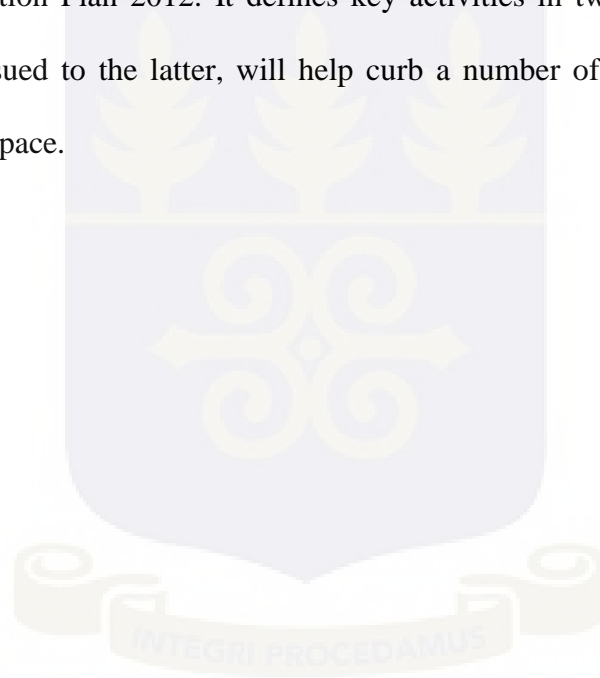 tion Plan 2012. It defines key activities in tw
sued to the latter, will help curb a number of
pace.
INTEGRI PROCEDAMUS